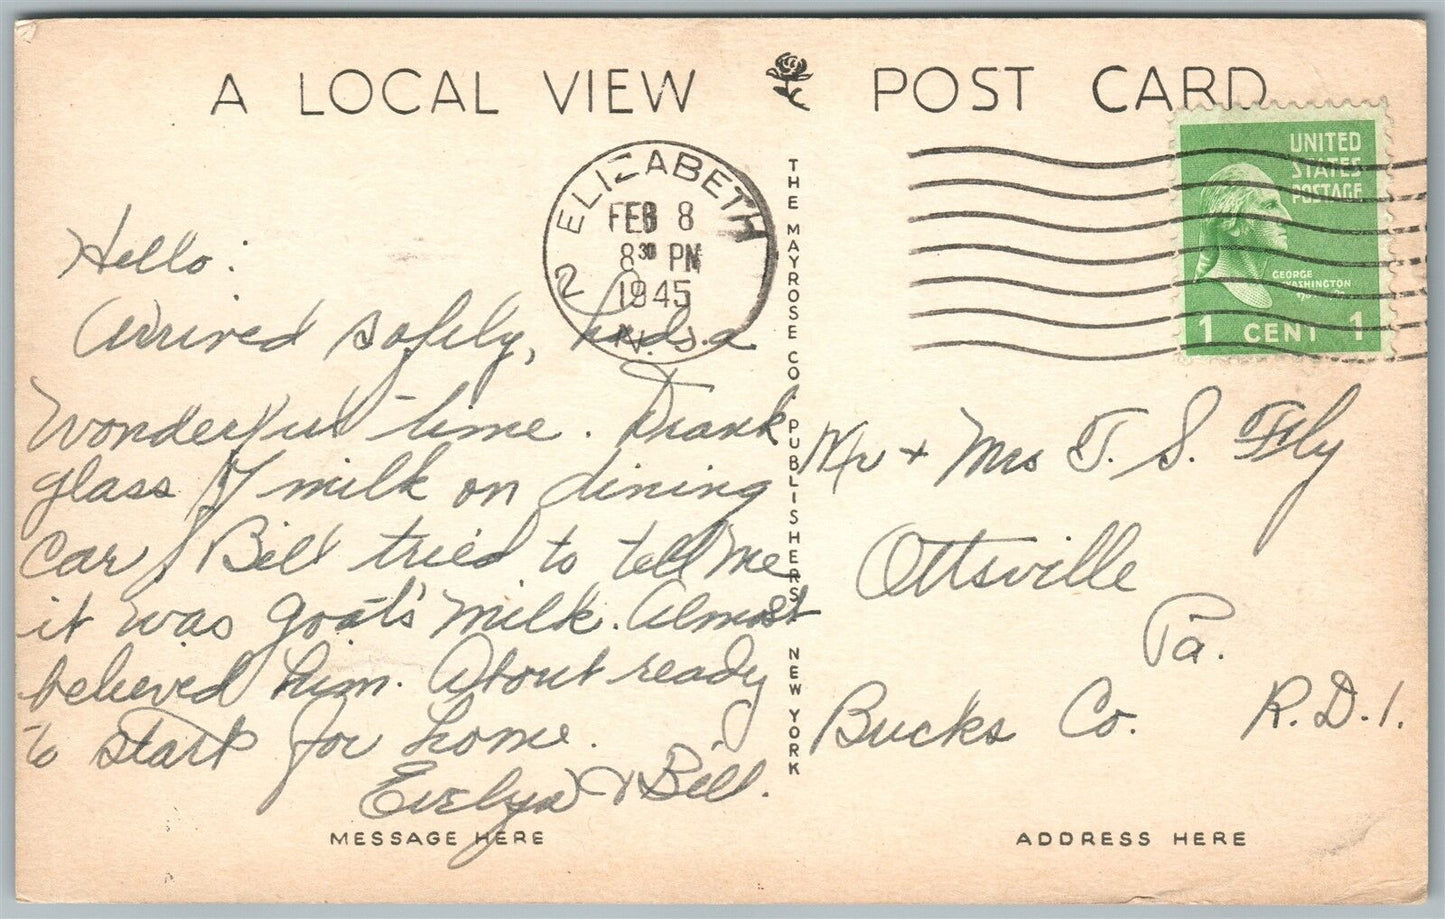 A LOCAL VIEW POST CARD
ELIZABETH
FEB 8
8 30 PM
1945
2 N.J.
UNITED
STATES
POSTAGE
GEORGE
WASHINGTON
1 CENT 1
THE MAYROSE CO PUBLISHERS NEW YORK
Hello:
Arrived safely, had a
Wonderful time. Drank
glass of milk on dining
car, Bill tried to tell me
it was goat's milk. Almost
believed him. About ready
to start for home.
Evelyn & Bill.
MESSAGE HERE
Mr + Mrs T. S. Fly
Ottsville
Pa.
Bucks Co. R.D.1.
ADDRESS HERE